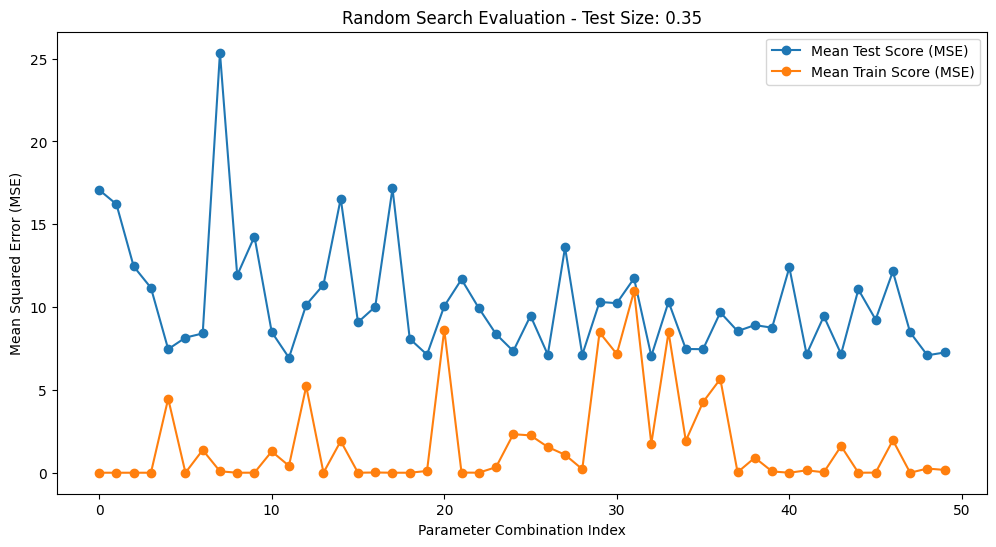 Random Search Evaluation - Test Size: 0.35
Mean Test Score (MSE)
Mean Train Score (MSE)
Mean Squared Error (MSE)
25
20
15
10
5
0
0 10 20 30 40 50
Parameter Combination Index